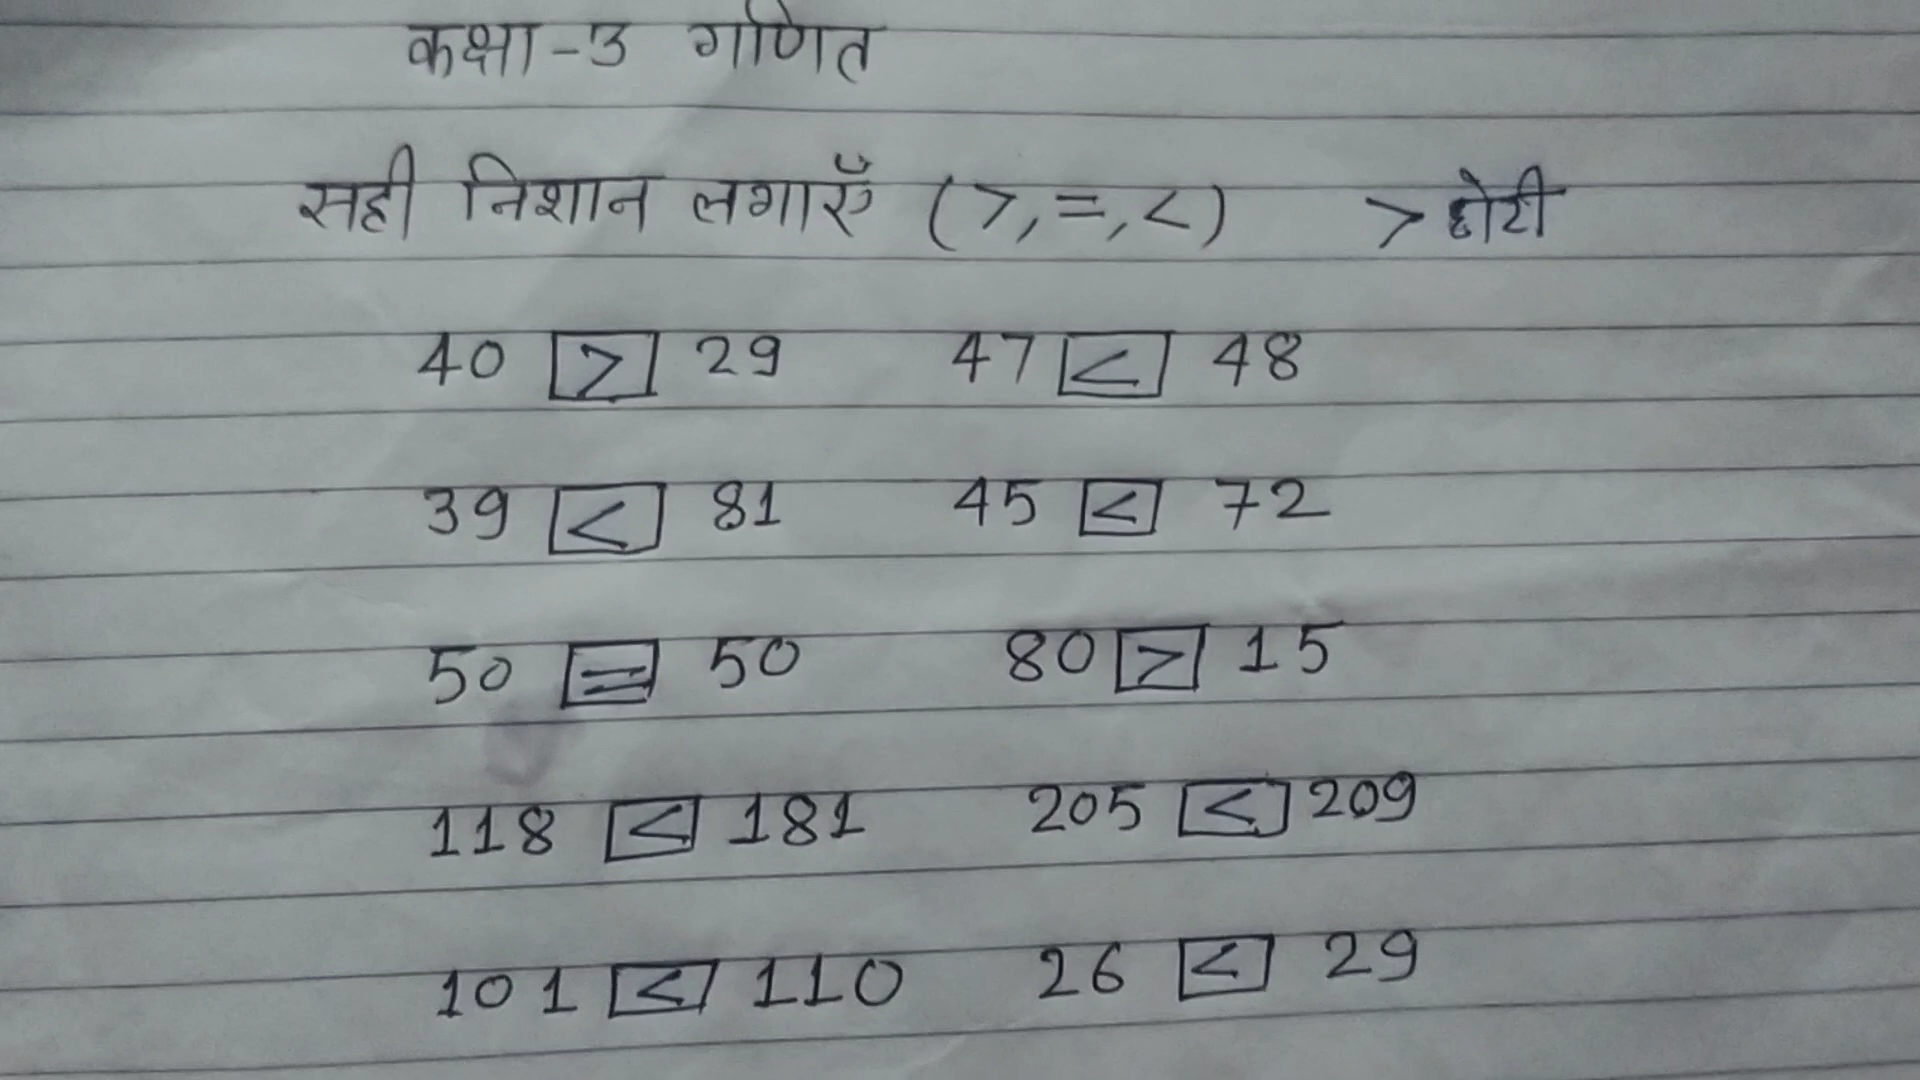 कक्षा-3 गणित
सही निशान लगाएँ (>,=,<) > छोटी
40 > 29 47 < 48
39 < 81 45 < 72
50 = 50 80 > 15
118 < 181 205 < 209
101 < 110 26 < 29